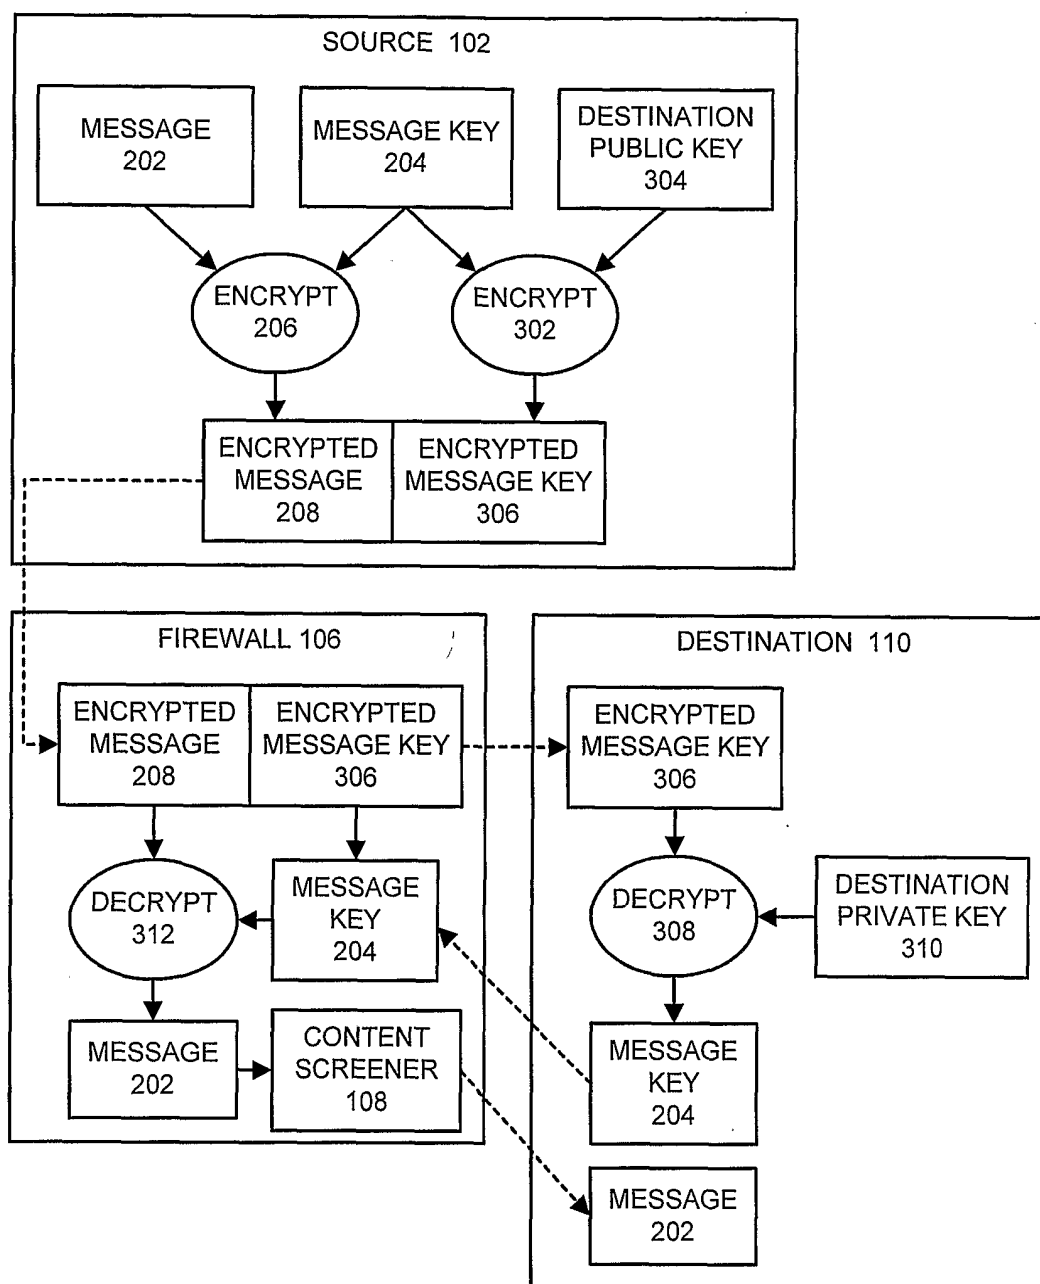 SOURCE 102
MESSAGE
202
MESSAGE KEY
204
DESTINATION
PUBLIC KEY
304
ENCRYPT
206
ENCRYPT
302
ENCRYPTED
MESSAGE
208
ENCRYPTED
MESSAGE KEY
306
FIREWALL 106
ENCRYPTED
MESSAGE
208
ENCRYPTED
MESSAGE KEY
306
DECRYPT
312
MESSAGE
KEY
204
MESSAGE
202
CONTENT
SCREENER
108
DESTINATION 110
ENCRYPTED
MESSAGE KEY
306
DECRYPT
308
DESTINATION
PRIVATE KEY
310
MESSAGE
KEY
204
MESSAGE
202